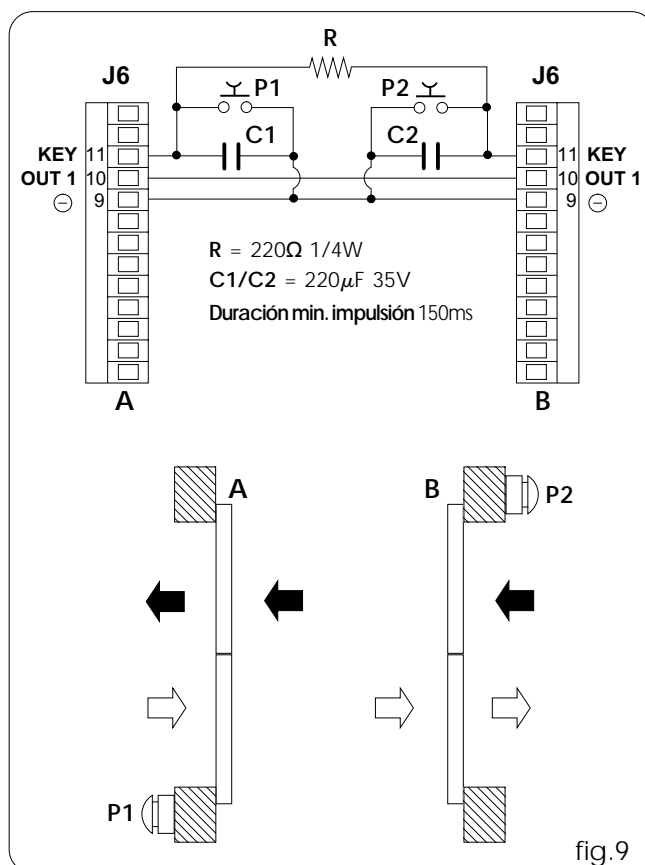 R
J6 P1 P2 J6
C1 C2
KEY 11 11 KEY
OUT 1 10 10 OUT 1
⊖ 9 9 ⊖
R = 220Ω 1/4W
C1/C2 = 220µF 35V
Duración min. impulsión 150ms
A B
A B P2
P1
fig.9